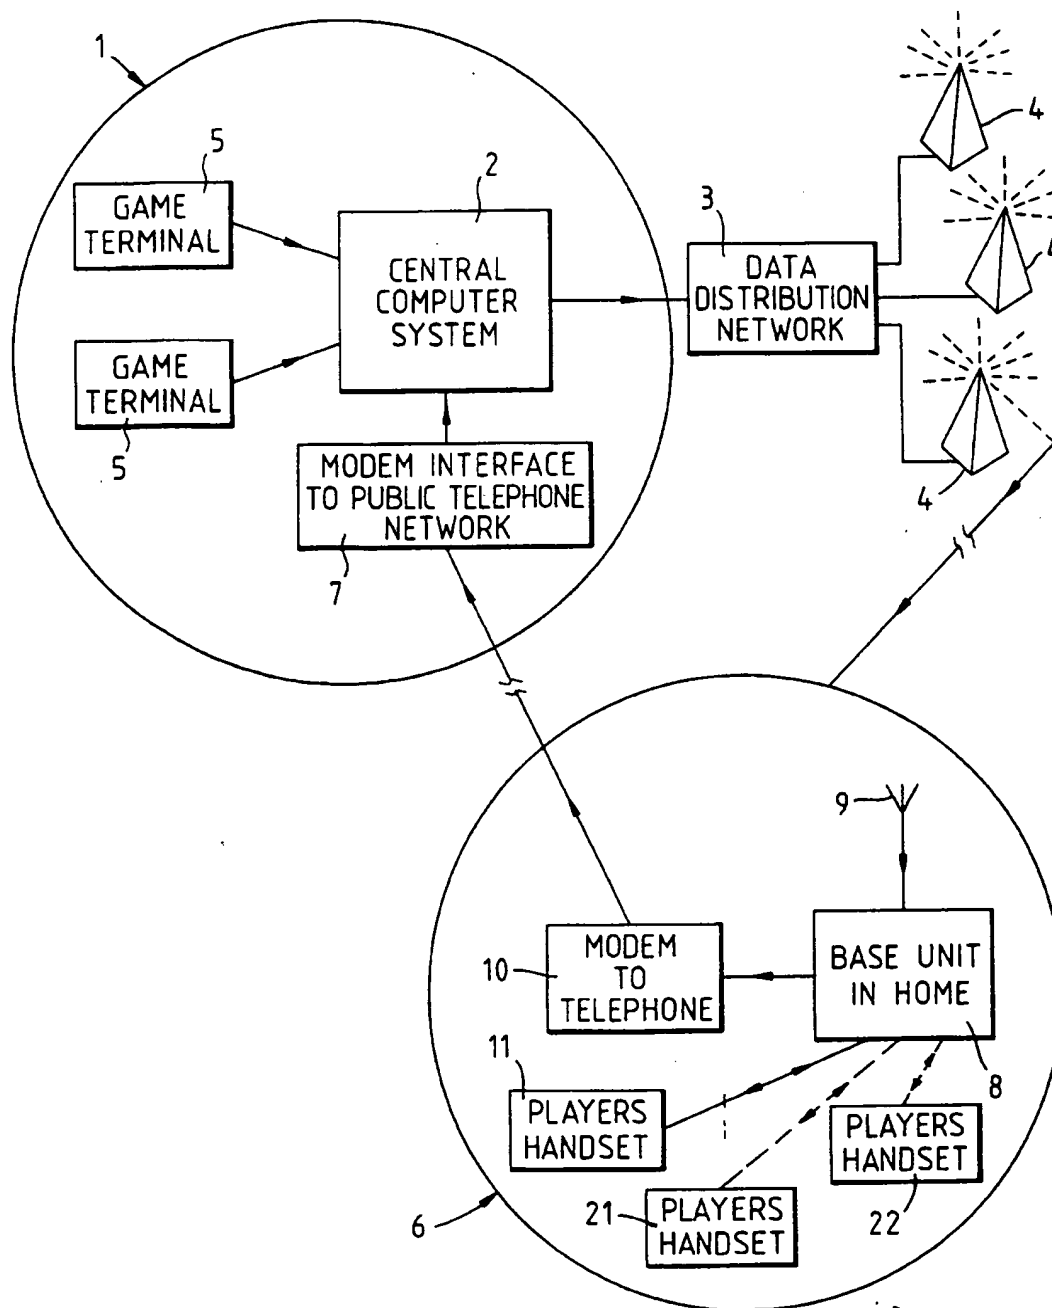 1
5
GAME
TERMINAL
2
CENTRAL
COMPUTER
SYSTEM
GAME
TERMINAL
5
MODEM INTERFACE
TO PUBLIC TELEPHONE
NETWORK
7
3
DATA
DISTRIBUTION
NETWORK
4
4
4
9
BASE UNIT
IN HOME
8
10
MODEM
TO
TELEPHONE
11
PLAYERS
HANDSET
PLAYERS
HANDSET
22
21
PLAYERS
HANDSET
6